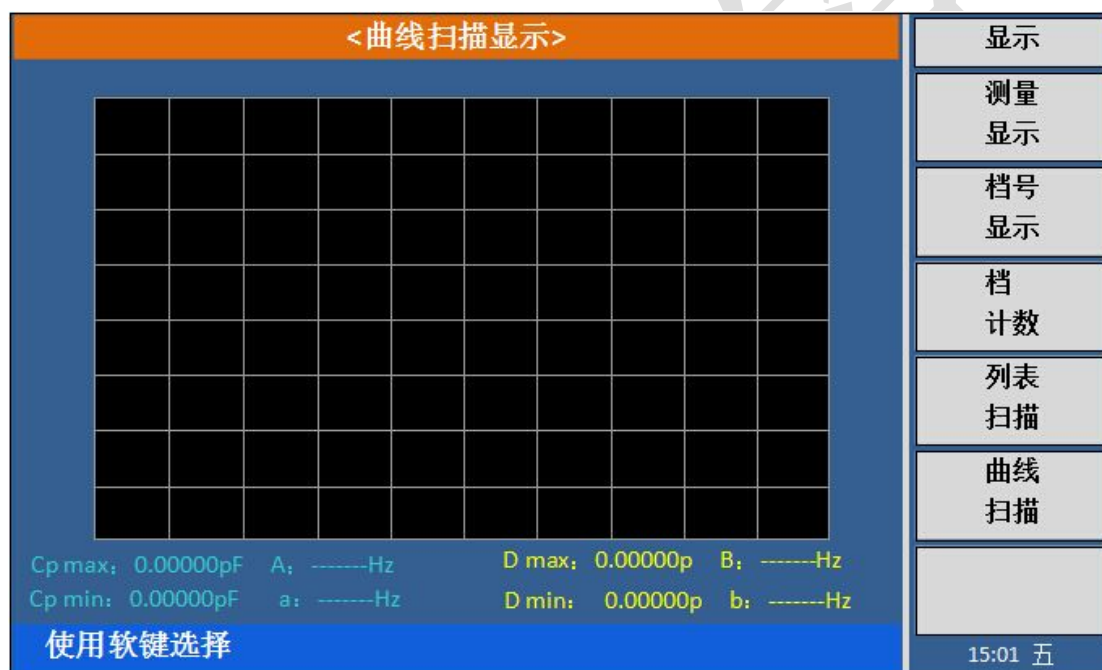 <曲线扫描显示>
Cp max：0.00000pF A：-------Hz D max：0.00000p B：-------Hz
Cp min：0.00000pF a：-------Hz D min：0.00000p b：-------Hz
使用软键选择
显示
测量
显示
档号
显示
档
计数
列表
扫描
曲线
扫描
15:01 五